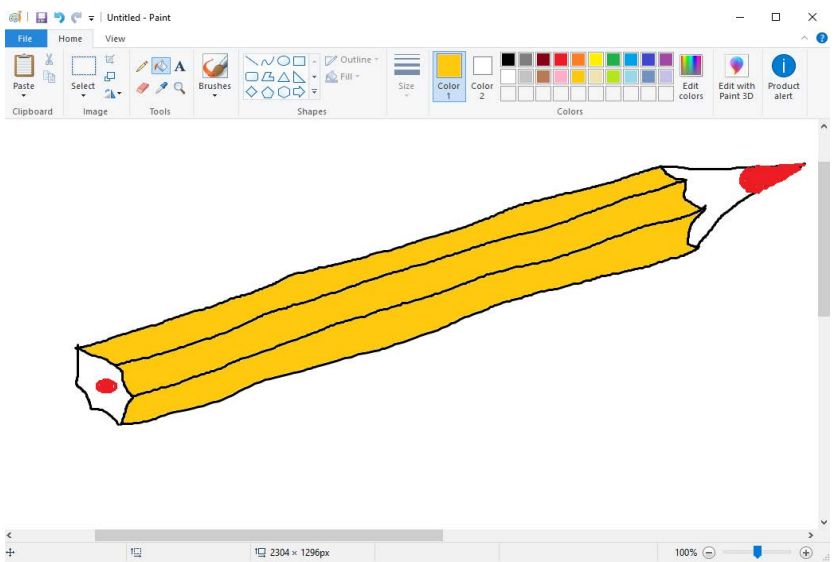 Untitled - Paint
File Home View
Paste
Clipboard
Select
Image
A
Tools
Brushes
Outline
Fill
Shapes
Size
Color 1
Color 2
Edit colors
Colors
Edit with Paint 3D
Product alert
2304 × 1296px
100%